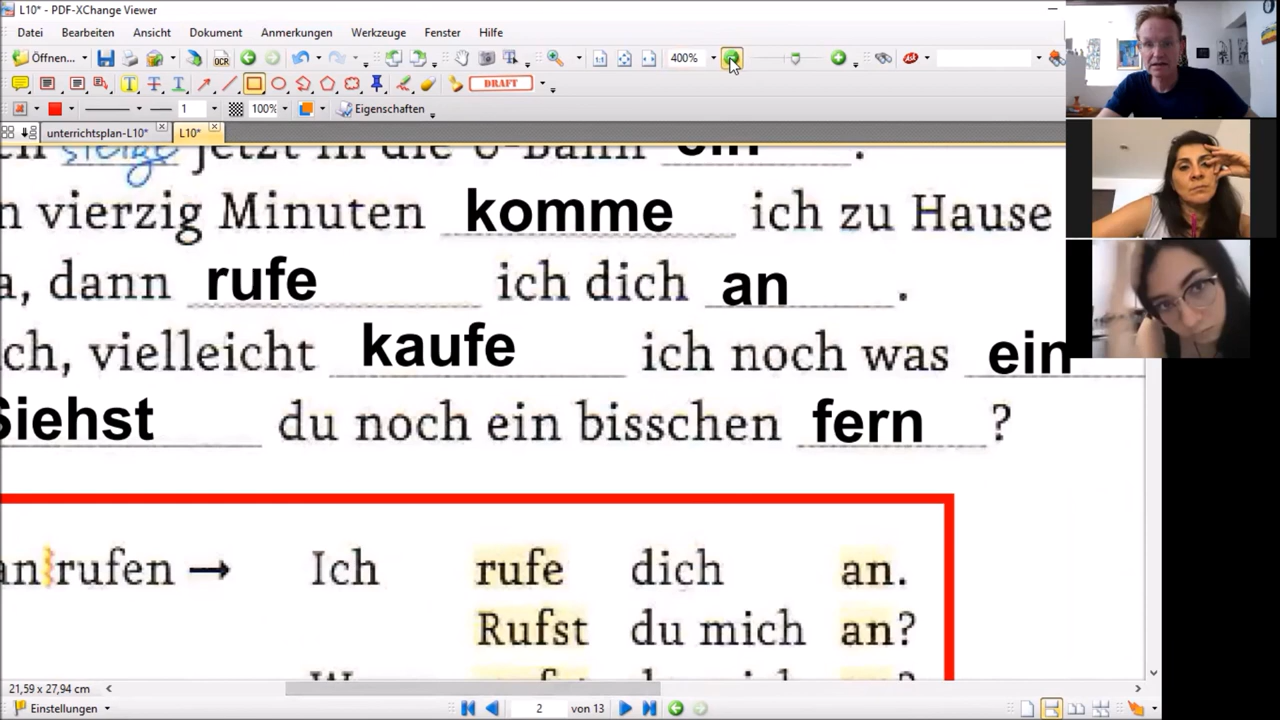 L10* - PDF-XChange Viewer
Datei Bearbeiten Ansicht Dokument Anmerkungen Werkzeuge Fenster Hilfe
Öffnen... OCR 400%
DRAFT
1 100% Eigenschaften
unterrichtsplan-L10* L10*
steige jetzt in die U-Bahn ein.
n vierzig Minuten komme ich zu Hause
a, dann rufe ich dich an.
ch, vielleicht kaufe ich noch was ein
Siehst du noch ein bisschen fern?
an rufen → Ich rufe dich an.
Rufst du mich an?
21,59 x 27,94 cm
Einstellungen 2 von 13